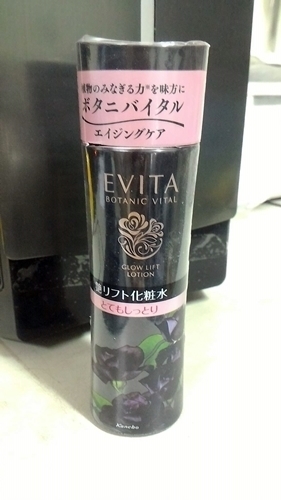 植物のみなぎる力※を味方に
ボタニバイタル
エイジングケア
EVITA
BOTANIC VITAL
GLOW LIFT
LOTION
艶リフト化粧水
とてもしっとり
Kanebo